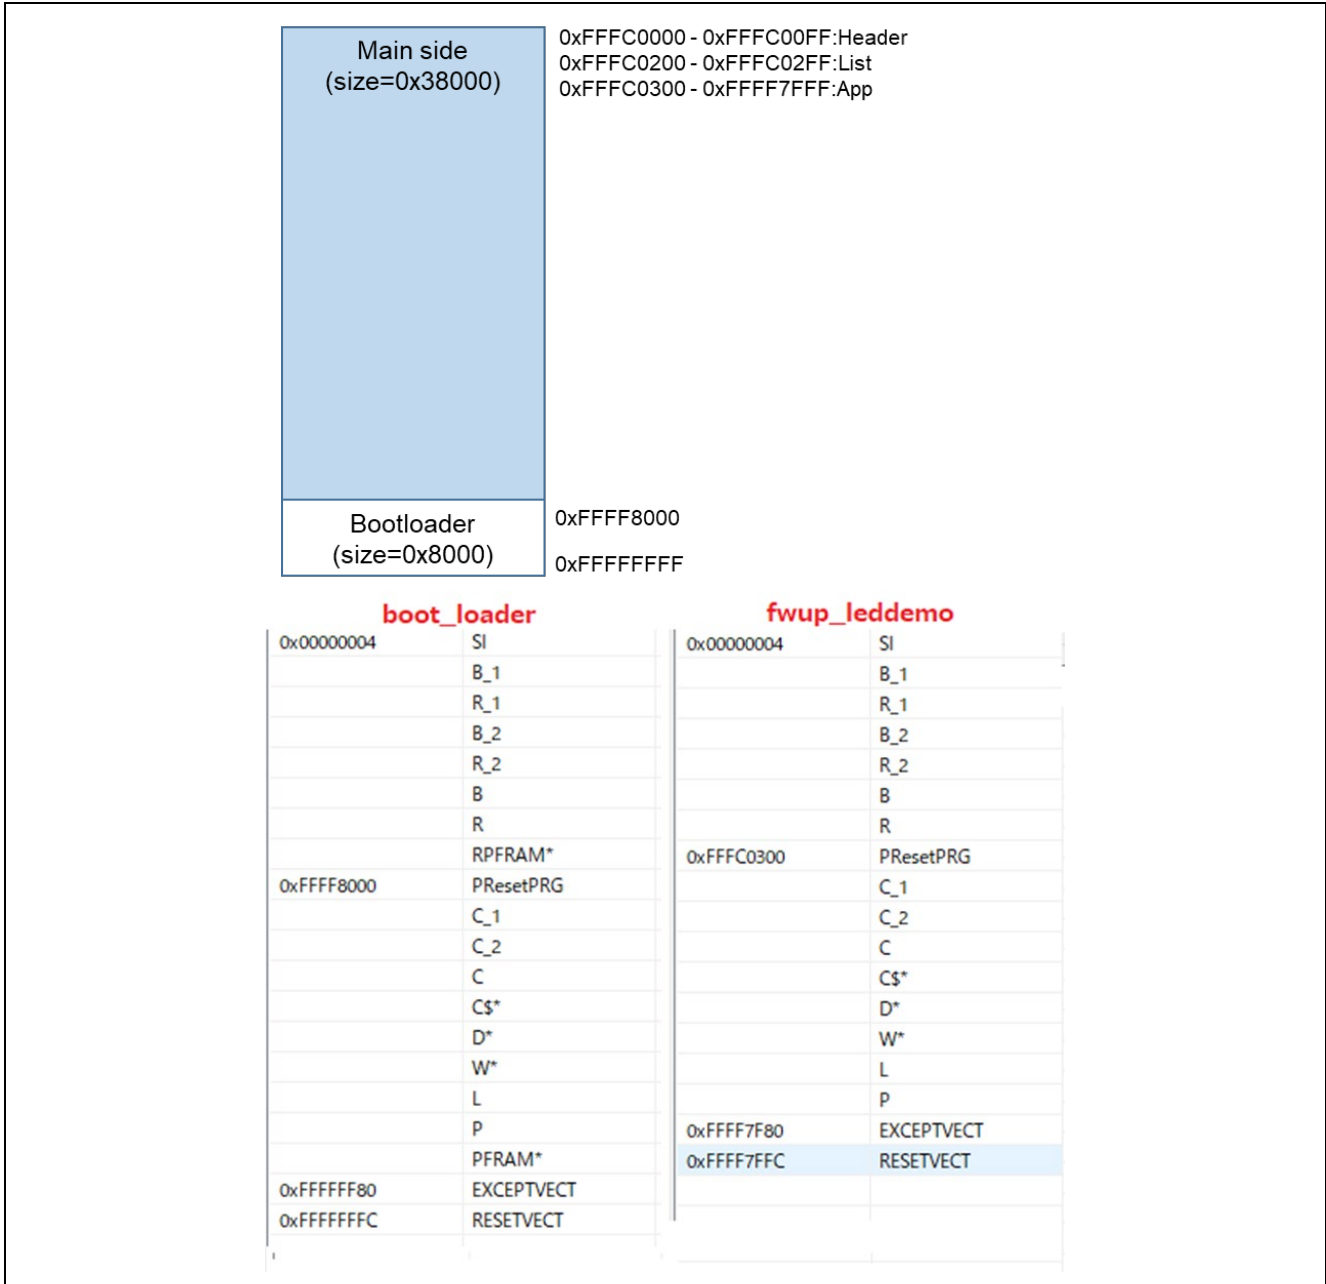 Main side
(size=0x38000)
0xFFFC0000 - 0xFFFC00FF:Header
0xFFFC0200 - 0xFFFC02FF:List
0xFFFC0300 - 0xFFFF7FFF:App
Bootloader
(size=0x8000)
0xFFFF8000
0xFFFFFFFF
boot_loader
0x00000004 SI
B_1
R_1
B_2
R_2
B
R
RPFRAM*
0xFFFF8000 PResetPRG
C_1
C_2
C
C$*
D*
W*
L
P
PFRAM*
0xFFFFFF80 EXCEPTVECT
0xFFFFFFFC RESETVECT
fwup_leddemo
0x00000004 SI
B_1
R_1
B_2
R_2
B
R
0xFFFC0300 PResetPRG
C_1
C_2
C
C$*
D*
W*
L
P
0xFFFF7F80 EXCEPTVECT
0xFFFF7FFC RESETVECT